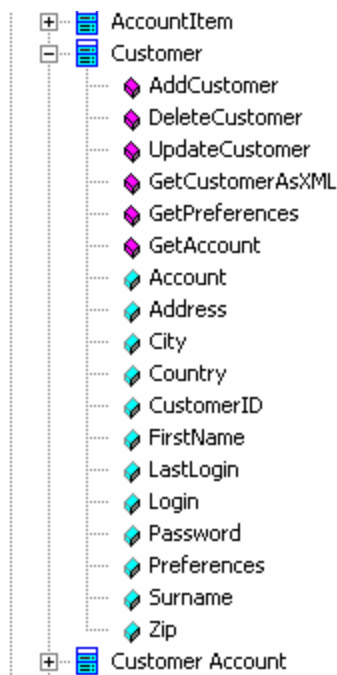 AccountItem
Customer
AddCustomer
DeleteCustomer
UpdateCustomer
GetCustomerAsXML
GetPreferences
GetAccount
Account
Address
City
Country
CustomerID
FirstName
LastLogin
Login
Password
Preferences
Surname
Zip
Customer Account